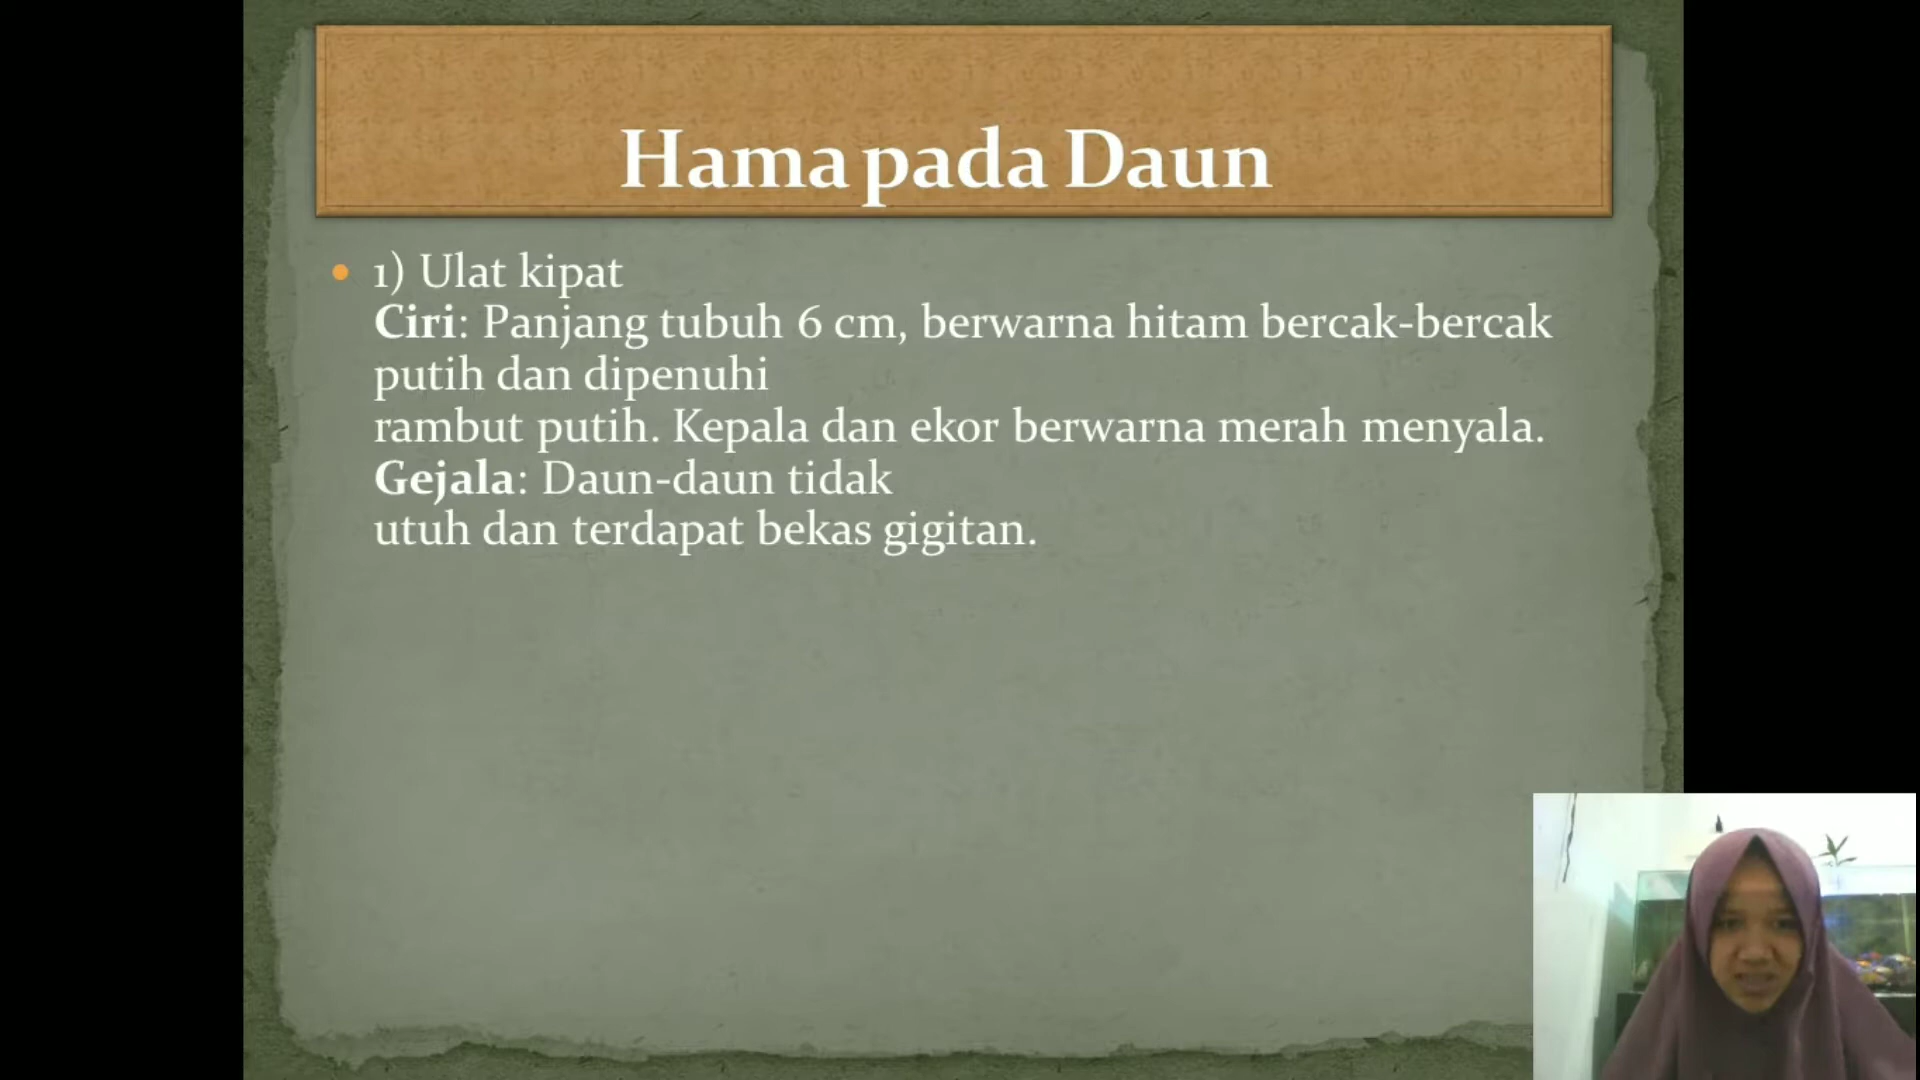 Hama pada Daun
1) Ulat kipat
Ciri: Panjang tubuh 6 cm, berwarna hitam bercak-bercak
putih dan dipenuhi
rambut putih. Kepala dan ekor berwarna merah menyala.
Gejala: Daun-daun tidak
utuh dan terdapat bekas gigitan.